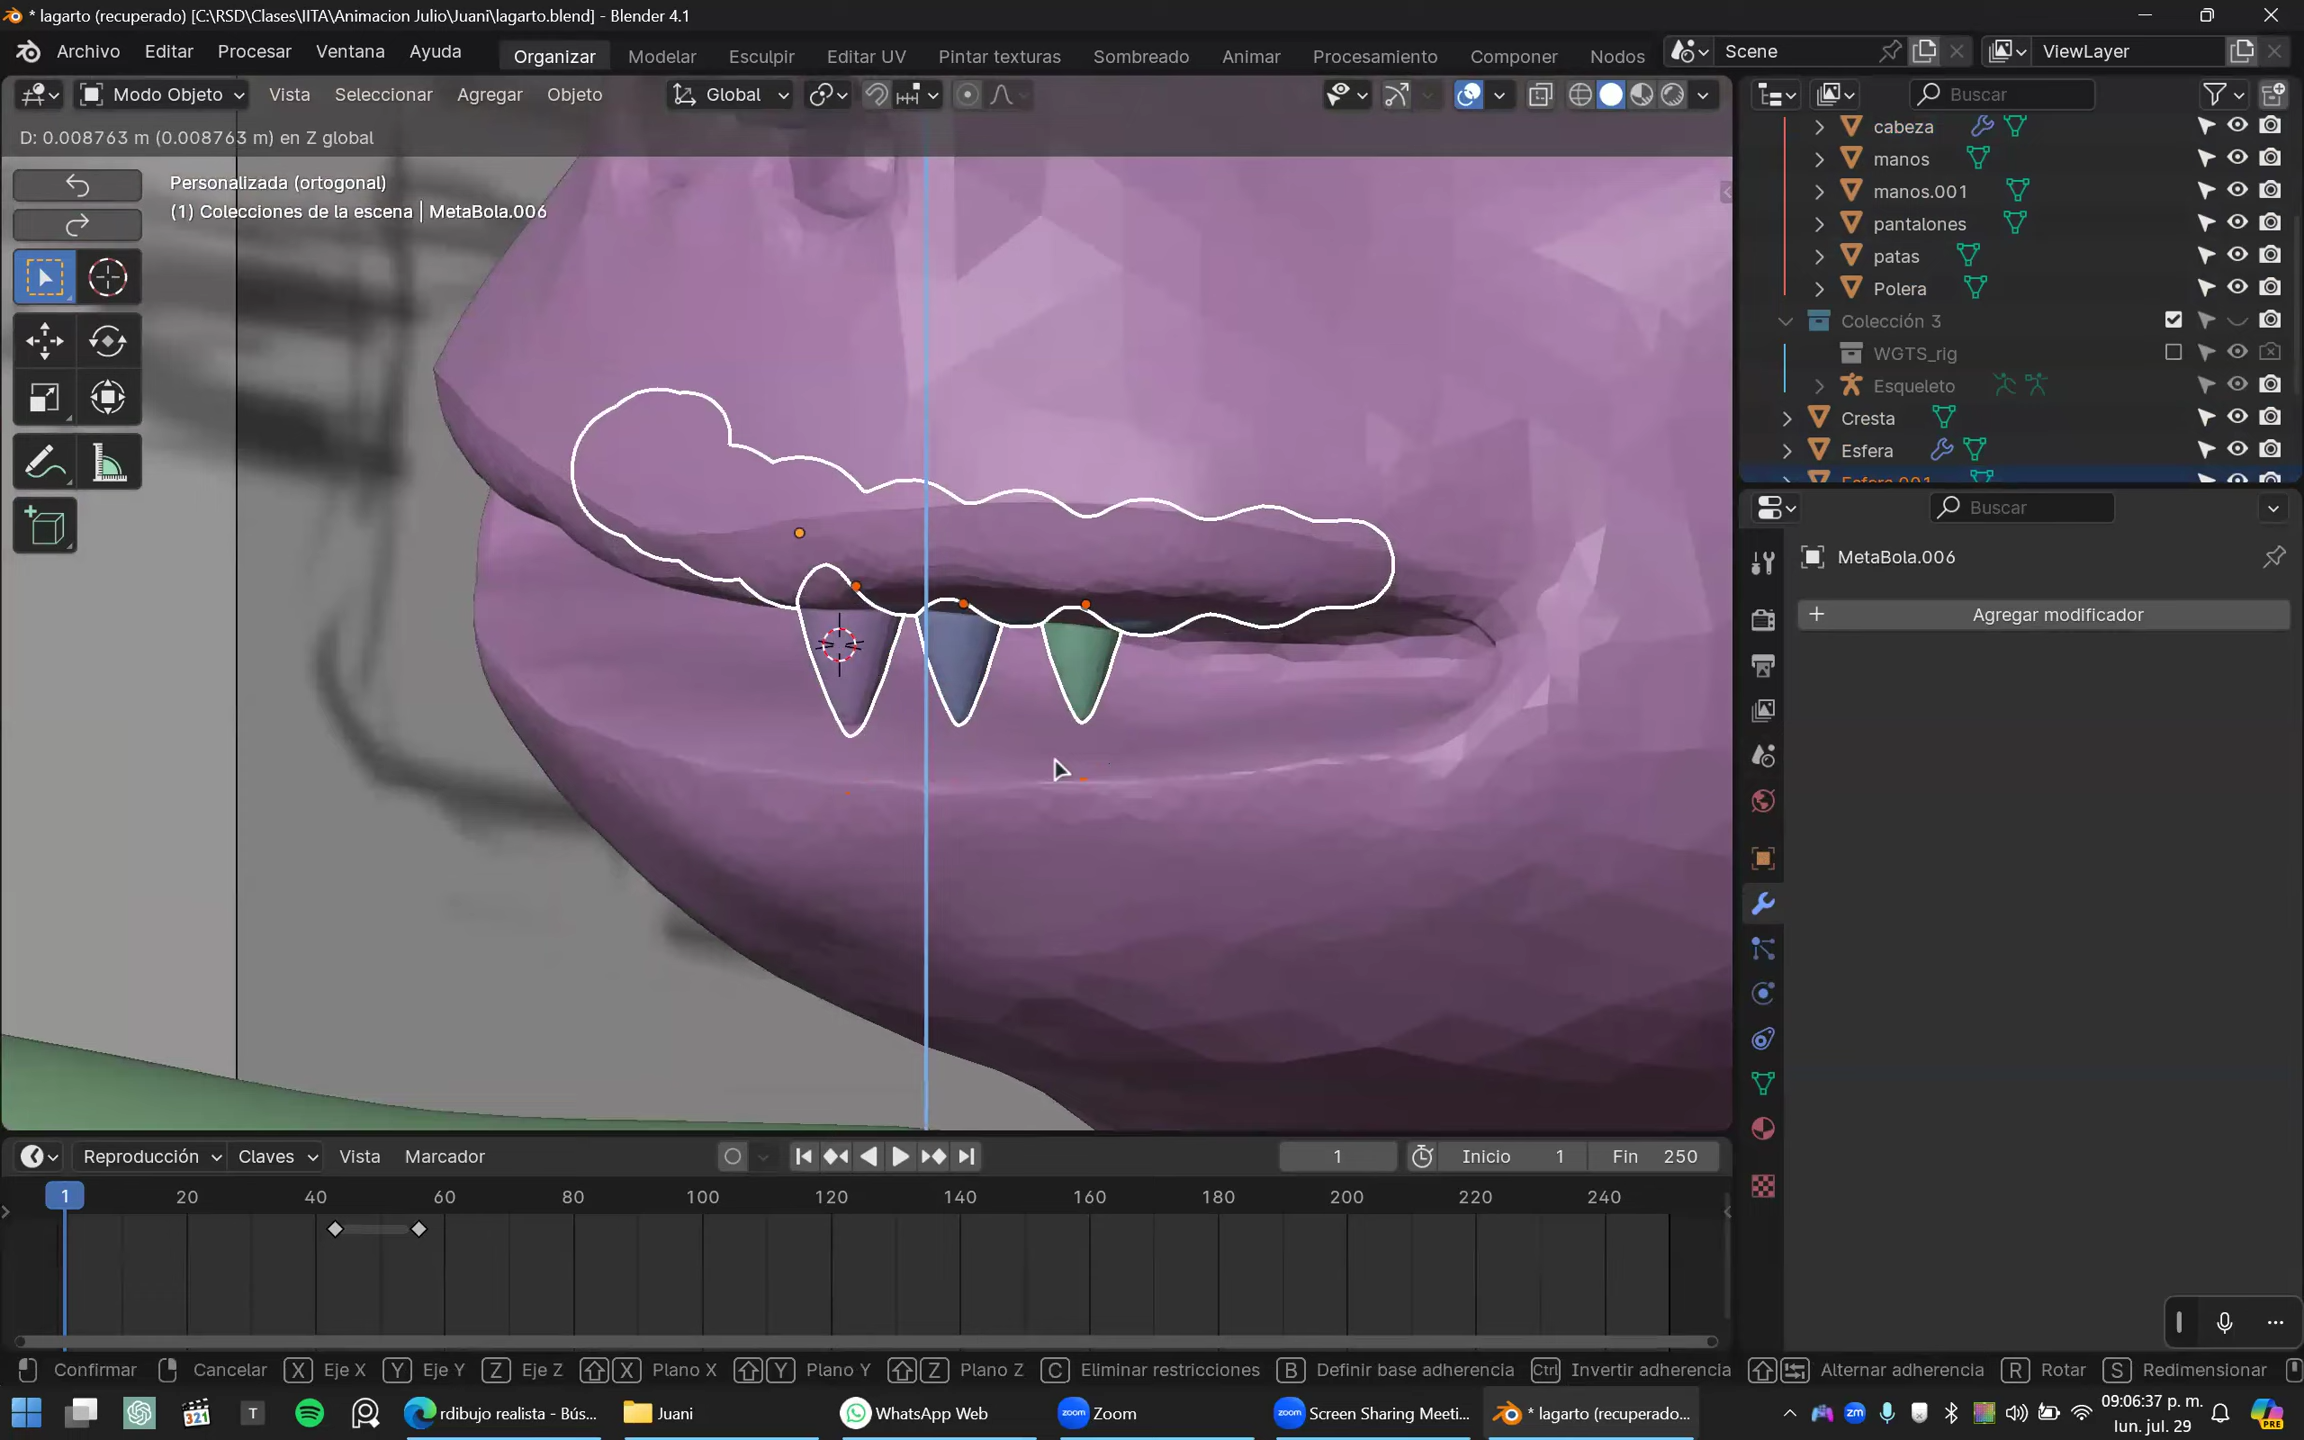 * lagarto (recuperado) [C:\RSD\Clases\IITA\Animacion Julio\Juani\lagarto.blend] - Blender 4.1
Archivo Editar Procesar Ventana Ayuda Organizar Modelar Esculpir Editar UV Pintar texturas Sombreado Animar Procesamiento Componer Nodos Scene ViewLayer
Modo Objeto Vista Seleccionar Agregar Objeto Global Buscar
D: 0.008763 m (0.008763 m) en Z global
Personalizada (ortogonal)
(1) Colecciones de la escena | MetaBola.006
cabeza
manos
manos.001
pantalones
patas
Polera
Colección 3
WGTS_rig
Esqueleto
Cresta
Esfera
Esfera.001
Buscar
MetaBola.006
+ Agregar modificador
Reproducción Claves Vista Marcador 1 Inicio 1 Fin 250
1 20 40 60 80 100 120 140 160 180 200 220 240
Confirmar Cancelar X Eje X Y Eje Y Z Eje Z X Plano X Y Plano Y Z Plano Z C Eliminar restricciones B Definir base adherencia Ctrl Invertir adherencia Alternar adherencia R Rotar S Redimensionar
321 T rdibujo realista - Bús... Juani WhatsApp Web zoom Zoom zoom Screen Sharing Meeti... * lagarto (recuperado... zm 09:06:37 p. m. PRE
lun. jul. 29